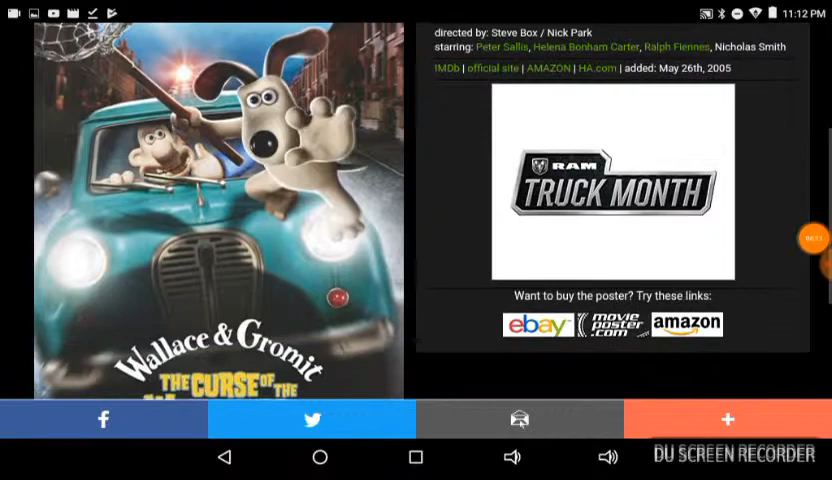 11:12 PM
directed by: Steve Box / Nick Park
starring: Peter Sallis, Helena Bonham Carter, Ralph Fiennes, Nicholas Smith
IMDb | official site | AMAZON | HA.com | added: May 26th, 2005
RAM
TRUCK MONTH
Want to buy the poster? Try these links:
ebay
movie
poster
.com
amazon
Wallace & Gromit
THE CURSE OF THE
DU SCREEN RECORDER